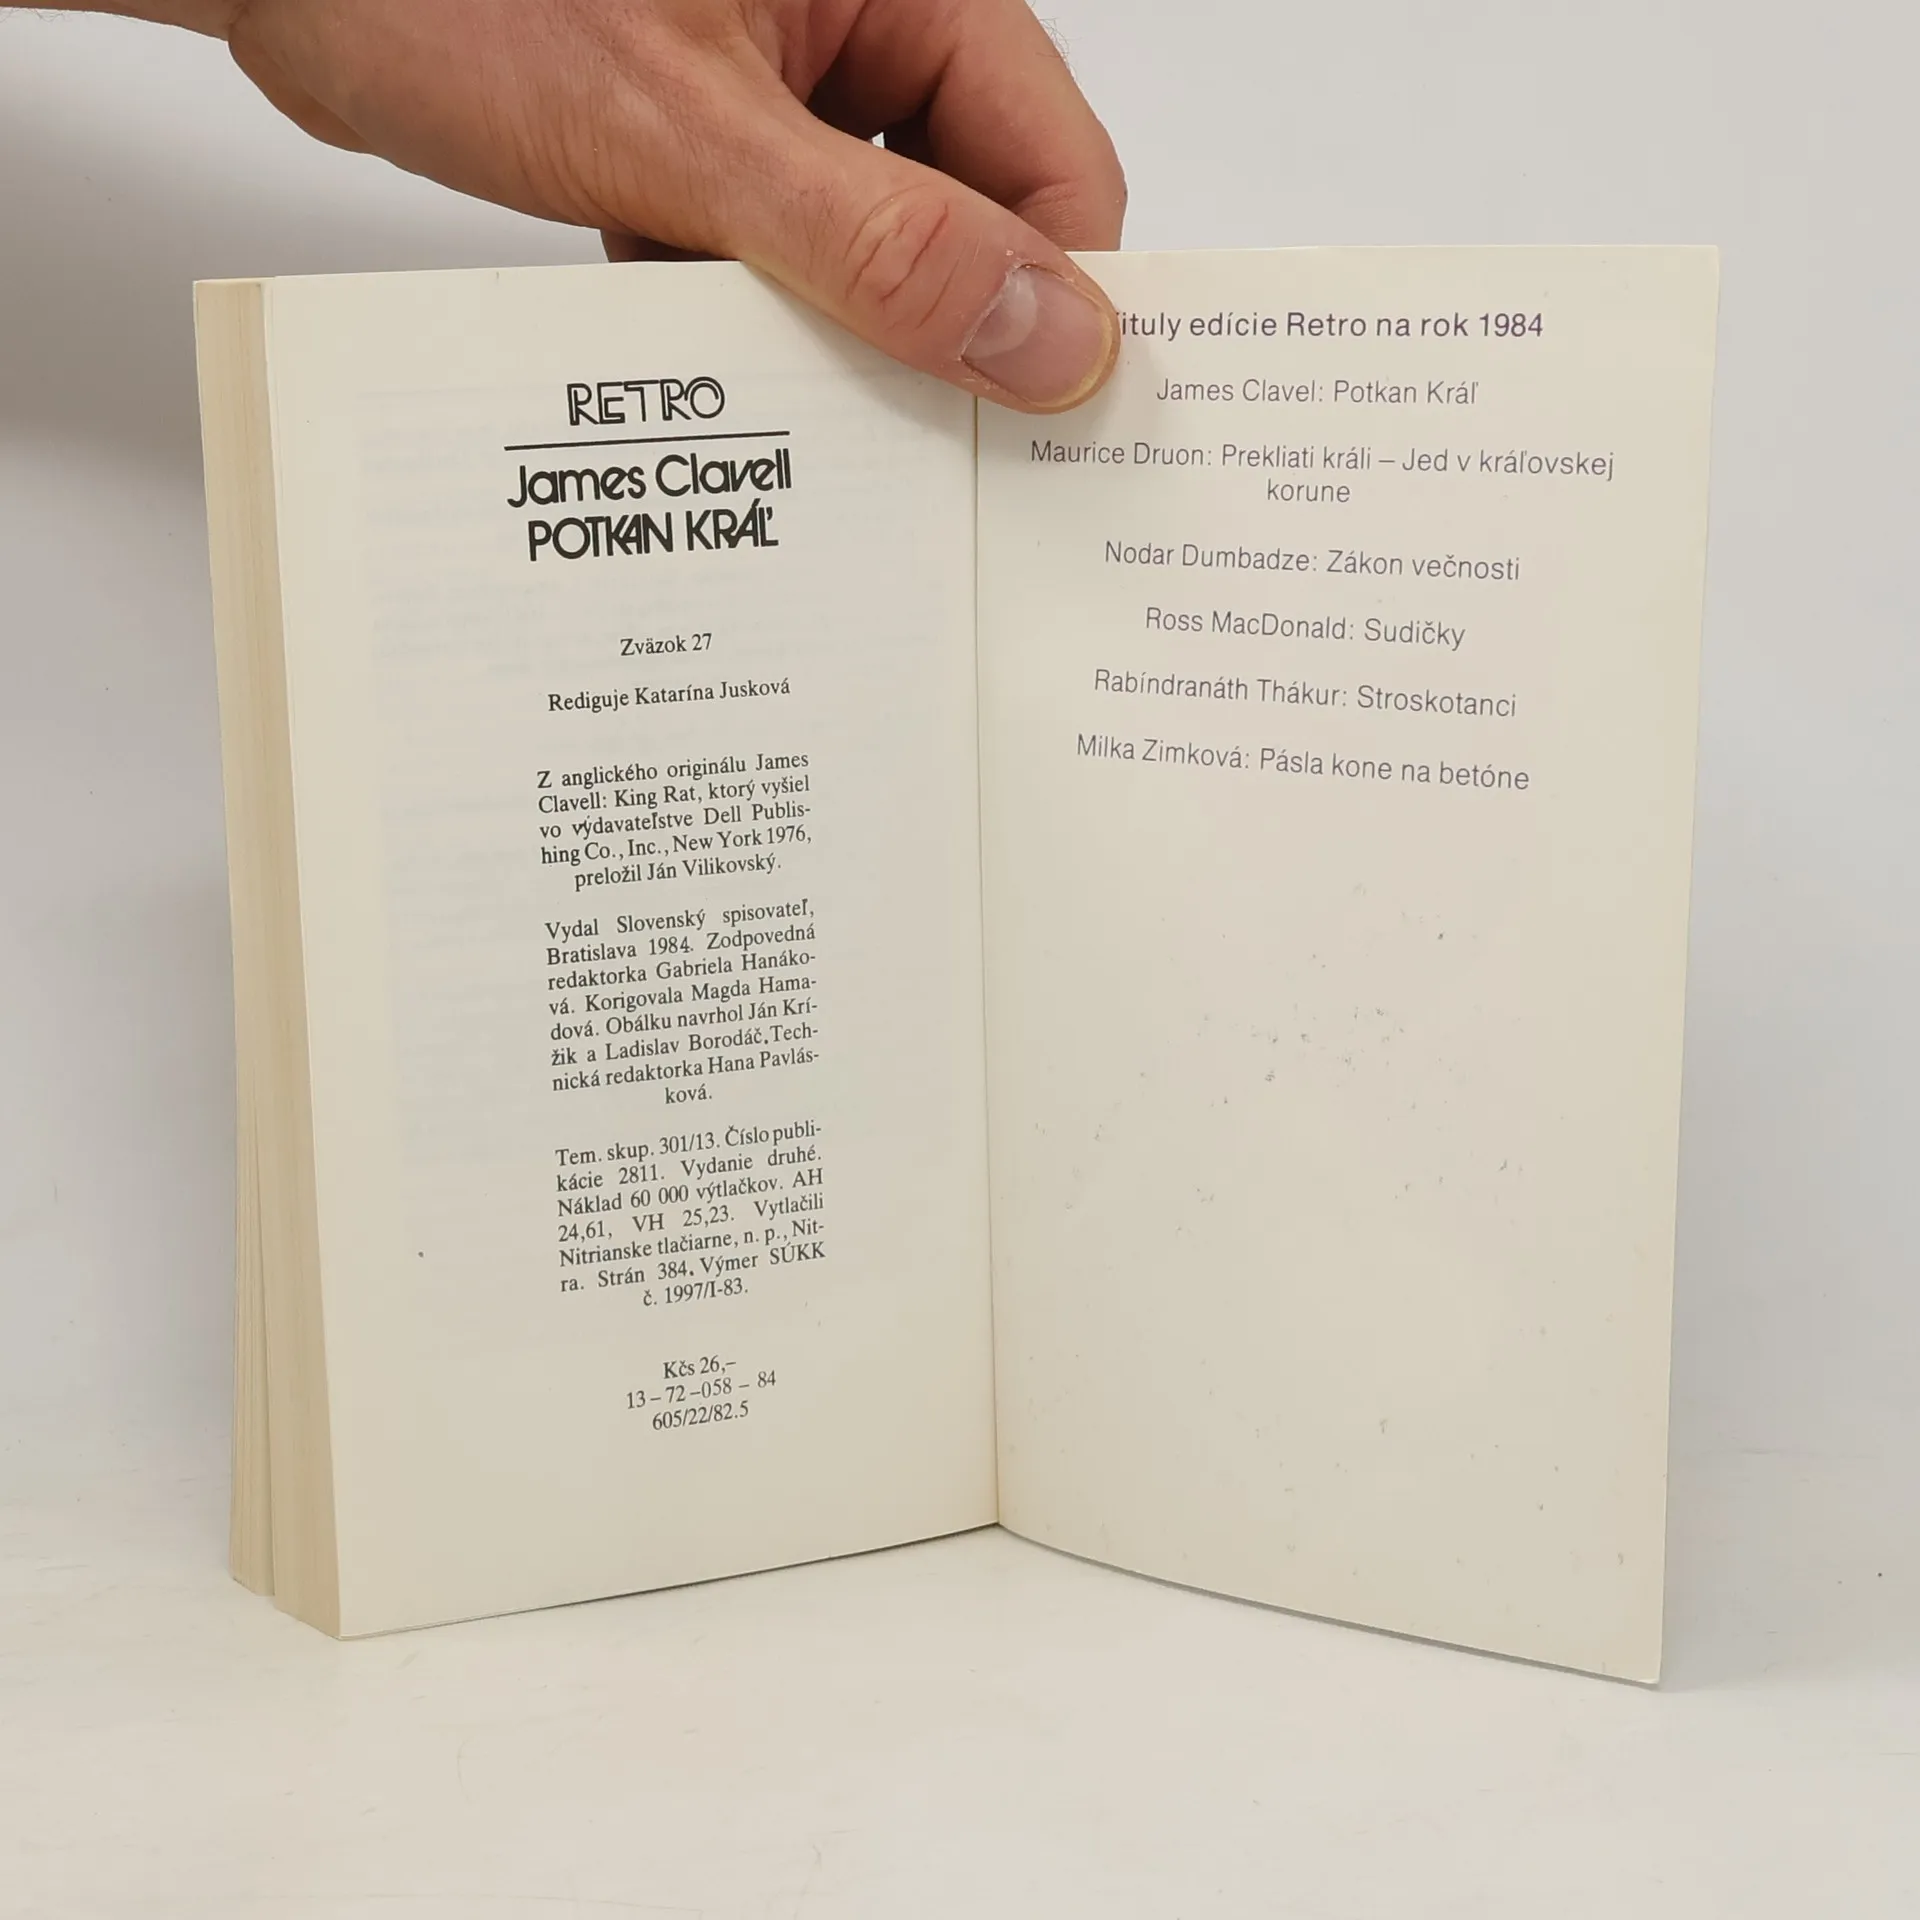 RETRO
James Clavell
POTKAN KRÁĽ
Zväzok 27
Rediguje Katarína Jusková
Z anglického originálu James
Clavell: King Rat, ktorý vyšiel
vo výdavateľstve Dell Publis-
hing Co., Inc., New York 1976,
preložil Ján Vilikovský.
Vydal Slovenský spisovateľ,
Bratislava 1984. Zodpovedná
redaktorka Gabriela Hanáko-
vá. Korigovala Magda Hama-
dová. Obálku navrhol Ján Krí-
žik a Ladislav Borodáč. Tech-
nická redaktorka Hana Pavlás-
ková.
Tem. skup. 301/13. Číslo publi-
kácie 2811. Vydanie druhé.
Náklad 60 000 výtlačkov. AH
24,61, VH 25,23. Vytlačili
Nitrianske tlačiarne, n. p., Nit-
ra. Strán 384. Výmer SÚKK
č. 1997/I-83.
Kčs 26,–
13 – 72 – 058 – 84
605/22/82.5
ituly edície Retro na rok 1984
James Clavel: Potkan Kráľ
Maurice Druon: Prekliati králi – Jed v kráľovskej
korune
Nodar Dumbadze: Zákon večnosti
Ross MacDonald: Sudičky
Rabíndranáth Thákur: Stroskotanci
Milka Zimková: Pásla kone na betóne